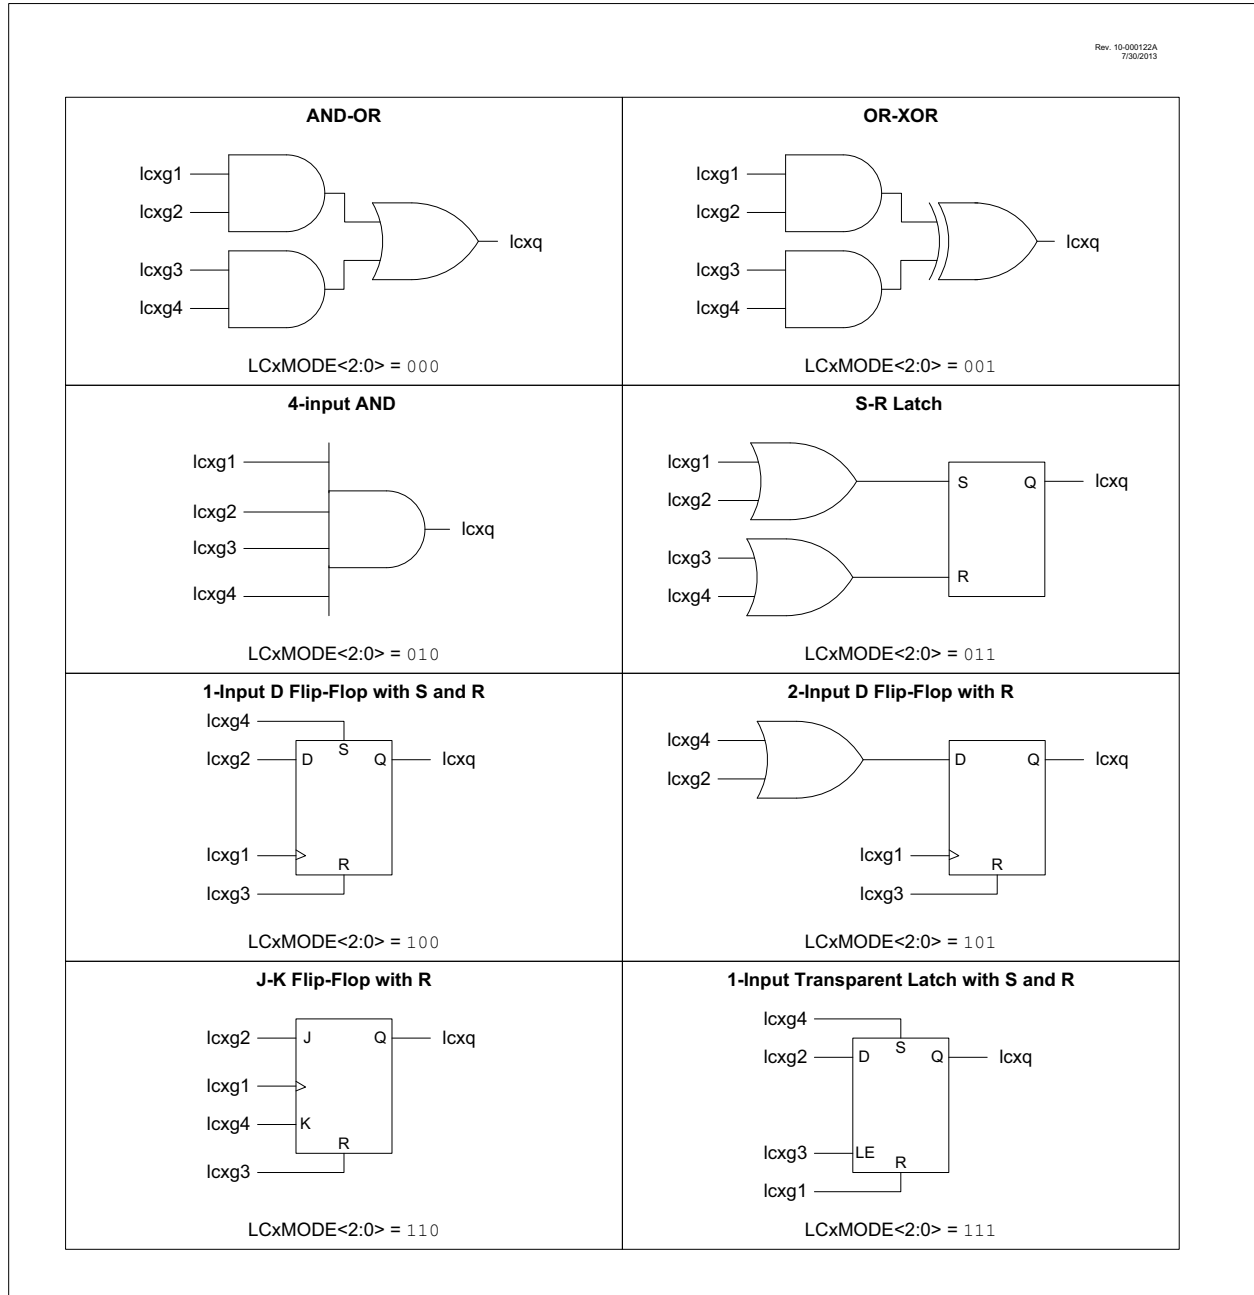 Rev. 10-000122A
7/30/2013
AND-OR
lcxg1
lcxg2
lcxg3
lcxg4
lcxq
LCxMODE<2:0> = 000
OR-XOR
lcxg1
lcxg2
lcxg3
lcxg4
lcxq
LCxMODE<2:0> = 001
4-input AND
lcxg1
lcxg2
lcxg3
lcxg4
lcxq
LCxMODE<2:0> = 010
S-R Latch
lcxg1
lcxg2
lcxg3
lcxg4
S Q lcxq
R
LCxMODE<2:0> = 011
1-Input D Flip-Flop with S and R
lcxg4
S
lcxg2 D Q lcxq
lcxg1
R
lcxg3
LCxMODE<2:0> = 100
2-Input D Flip-Flop with R
lcxg4
lcxg2
D Q lcxq
lcxg1
R
lcxg3
LCxMODE<2:0> = 101
J-K Flip-Flop with R
lcxg2 J Q lcxq
lcxg1
lcxg4 K
R
lcxg3
LCxMODE<2:0> = 110
1-Input Transparent Latch with S and R
lcxg4
S
lcxg2 D Q lcxq
lcxg3 LE
R
lcxg1
LCxMODE<2:0> = 111